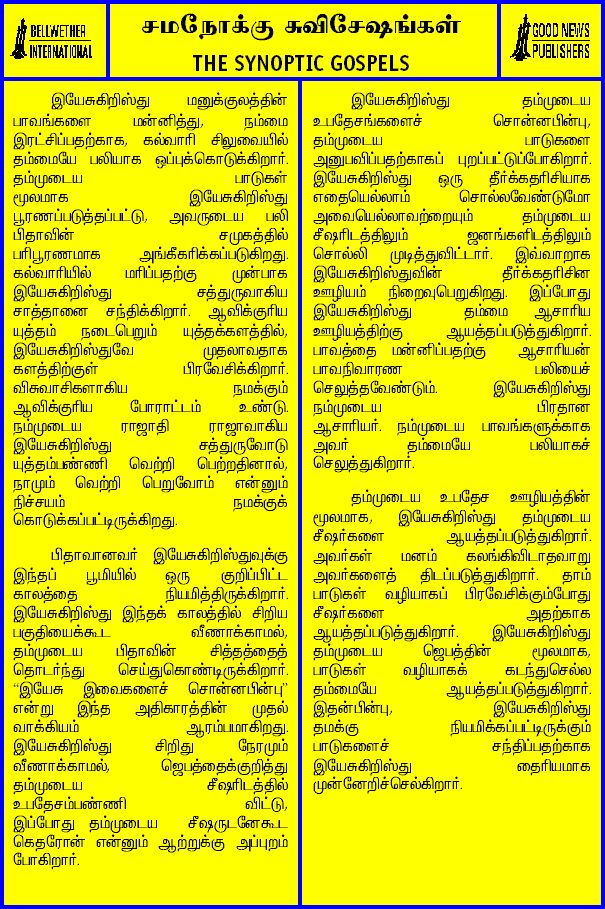 BELLWETHER
INTERNATIONAL
சமநோக்கு சுவிசேஷங்கள்
THE SYNOPTIC GOSPELS
GOOD NEWS
PUBLISHERS
இயேசுகிறிஸ்து மனுக்குலத்தின்
பாவங்களை மன்னித்து, நம்மை
இரட்சிப்பதற்காக, கல்வாரி சிலுவையில்
தம்மையே பலியாக ஒப்புக்கொடுக்கிறார்.
தம்முடைய பாடுகள்
மூலமாக இயேசுகிறிஸ்து
பூரணப்படுத்தப்பட்டு, அவருடைய பலி
பிதாவின் சமுகத்தில்
பரிபூரணமாக அங்கீகரிக்கப்படுகிறது.
கல்வாரியில் மரிப்பதற்கு முன்பாக
இயேசுகிறிஸ்து சத்துருவாகிய
சாத்தானை சந்திக்கிறார். ஆவிக்குரிய
யுத்தம் நடைபெறும் யுத்தக்களத்தில்,
இயேசுகிறிஸ்துவே முதலாவதாக
களத்திற்குள் பிரவேசிக்கிறார்.
விசுவாசிகளாகிய நமக்கும்
ஆவிக்குரிய போராட்டம் உண்டு.
நம்முடைய ராஜாதி ராஜாவாகிய
இயேசுகிறிஸ்து சத்துருவோடு
யுத்தம்பண்ணி வெற்றி பெற்றதினால்,
நாமும் வெற்றி பெறுவோம் என்னும்
நிச்சயம் நமக்குக்
கொடுக்கப்பட்டிருக்கிறது.
பிதாவானவர் இயேசுகிறிஸ்துவுக்கு
இந்தப் பூமியில் ஒரு குறிப்பிட்ட
காலத்தை நியமித்திருக்கிறார்.
இயேசுகிறிஸ்து இந்தக் காலத்தில் சிறிய
பகுதியைக்கூட வீணாக்காமல்,
தம்முடைய பிதாவின் சித்தத்தைத்
தொடர்ந்து செய்துகொண்டிருக்கிறார்.
“இயேசு இவைகளைச் சொன்னபின்பு”
என்று இந்த அதிகாரத்தின் முதல்
வாக்கியம் ஆரம்பமாகிறது.
இயேசுகிறிஸ்து சிறிது நேரமும்
வீணாக்காமல், ஜெபத்தைக்குறித்து
தம்முடைய சீஷரிடத்தில்
உபதேசம்பண்ணி விட்டு,
இப்போது தம்முடைய சீஷருடனேகூட
கெதரோன் என்னும் ஆற்றுக்கு அப்புறம்
போகிறார்.
இயேசுகிறிஸ்து தம்முடைய
உபதேசங்களைச் சொன்னபின்பு,
தம்முடைய பாடுகளை
அனுபவிப்பதற்காகப் புறப்பட்டுப்போகிறார்.
இயேசுகிறிஸ்து ஒரு தீர்க்கதரிசியாக
எதையெல்லாம் சொல்லவேண்டுமோ
அவையெல்லாவற்றையும் தம்முடைய
சீஷரிடத்திலும் ஜனங்களிடத்திலும்
சொல்லி முடித்துவிட்டார். இவ்வாறாக
இயேசுகிறிஸ்துவின் தீர்க்கதரிசின
ஊழியம் நிறைவுபெறுகிறது. இப்போது
இயேசுகிறிஸ்து தம்மை ஆசாரிய
ஊழியத்திற்கு ஆயத்தப்படுத்துகிறார்.
பாவத்தை மன்னிப்பதற்கு ஆசாரியன்
பாவநிவாரண பலியைச்
செலுத்தவேண்டும். இயேசுகிறிஸ்து
நம்முடைய பிரதான
ஆசாரியர். நம்முடைய பாவங்களுக்காக
அவர் தம்மையே பலியாகச்
செலுத்துகிறார்.
தம்முடைய உபதேச ஊழியத்தின்
மூலமாக, இயேசுகிறிஸ்து தம்முடைய
சீஷர்களை ஆயத்தப்படுத்துகிறார்.
அவர்கள் மனம் கலங்கிவிடாதவாறு
அவர்களைத் திடப்படுத்துகிறார். தாம்
பாடுகள் வழியாகப் பிரவேசிக்கும்போது
சீஷர்களை அதற்காக
ஆயத்தப்படுத்துகிறார். இயேசுகிறிஸ்து
தம்முடைய ஜெபத்தின் மூலமாக,
பாடுகள் வழியாகக் கடந்துசெல்ல
தம்மையே ஆயத்தப்படுத்துகிறார்.
இதன்பின்பு, இயேசுகிறிஸ்து
தமக்கு நியமிக்கப்பட்டிருக்கும்
பாடுகளைச் சந்திப்பதற்காக
இயேசுகிறிஸ்து தைரியமாக
முன்னேறிச்செல்கிறார்.